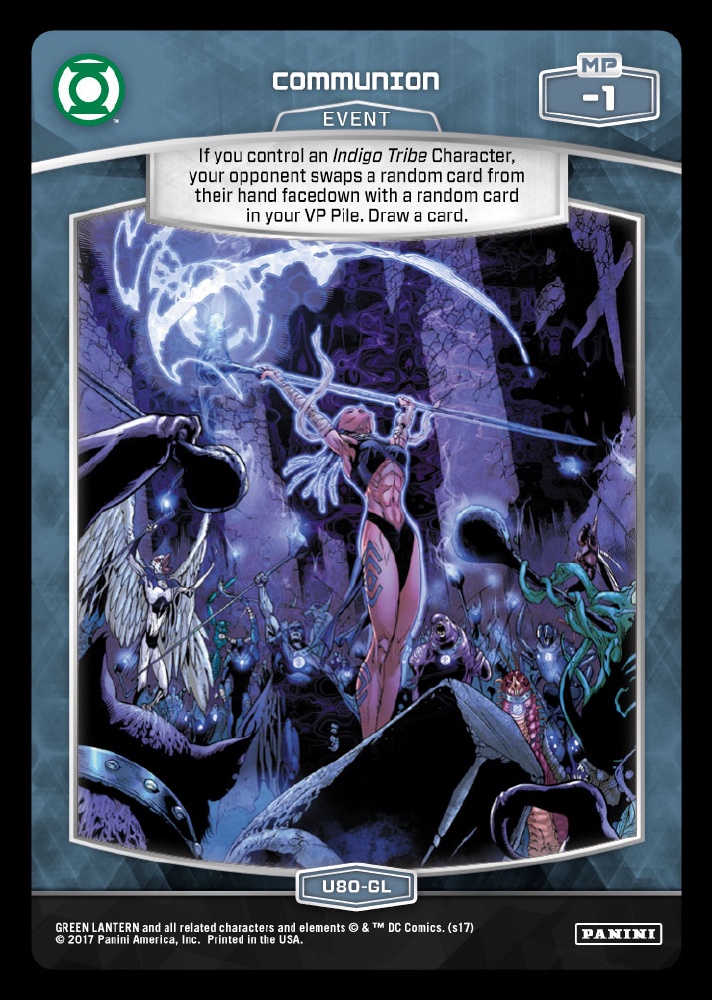 COMMUNION
MP
-1
EVENT
If you control an Indigo Tribe Character,
your opponent swaps a random card from
their hand facedown with a random card
in your VP Pile. Draw a card.
U80-GL
GREEN LANTERN and all related characters and elements © & ™ DC Comics. (s17)
© 2017 Panini America, Inc. Printed in the USA.
PANINI